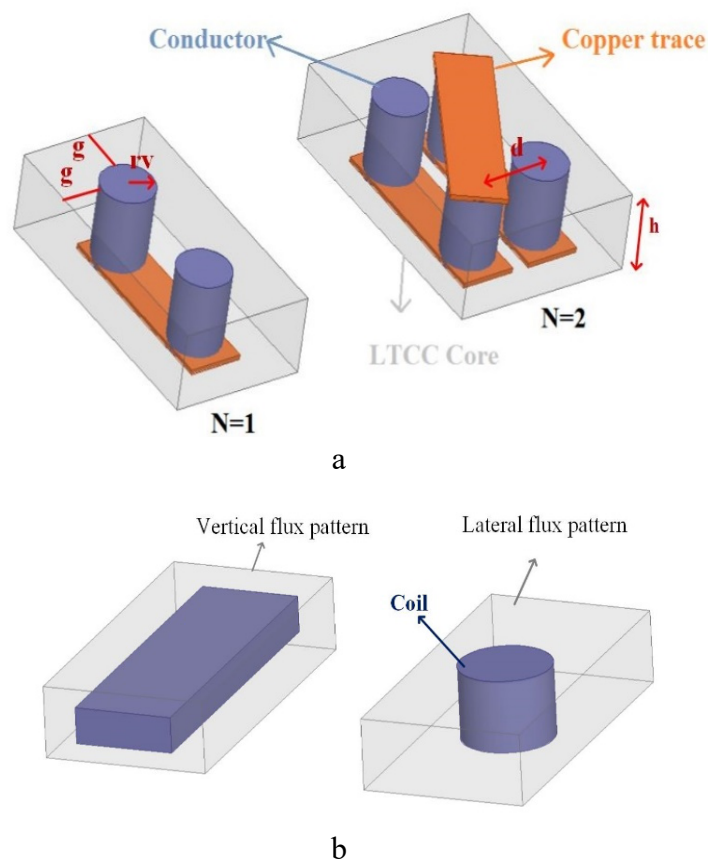 Conductor
Copper trace
g
g
rv
d
h
LTCC Core
N=2
N=1
a
Vertical flux pattern
Lateral flux pattern
Coil
b